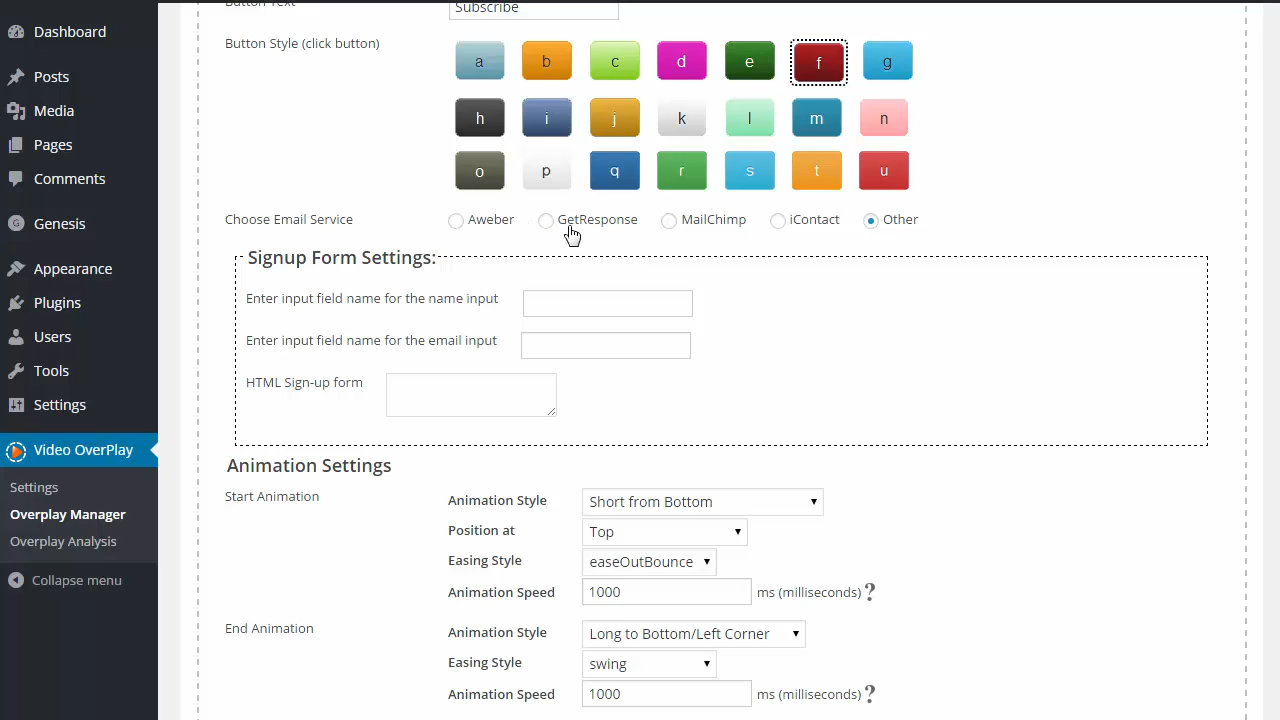 Dashboard
Posts
Media
Pages
Comments
Genesis
Appearance
Plugins
Users
Tools
Settings
Video OverPlay
Settings
Overplay Manager
Overplay Analysis
Collapse menu
Button Text Subscribe
Button Style (click button) a b c d e f g
h i j k l m n
o p q r s t u
Choose Email Service Aweber GetResponse MailChimp iContact Other
Signup Form Settings:
Enter input field name for the name input
Enter input field name for the email input
HTML Sign-up form
Animation Settings
Start Animation Animation Style Short from Bottom
Position at Top
Easing Style easeOutBounce
Animation Speed 1000 ms (milliseconds) ?
End Animation Animation Style Long to Bottom/Left Corner
Easing Style swing
Animation Speed 1000 ms (milliseconds) ?